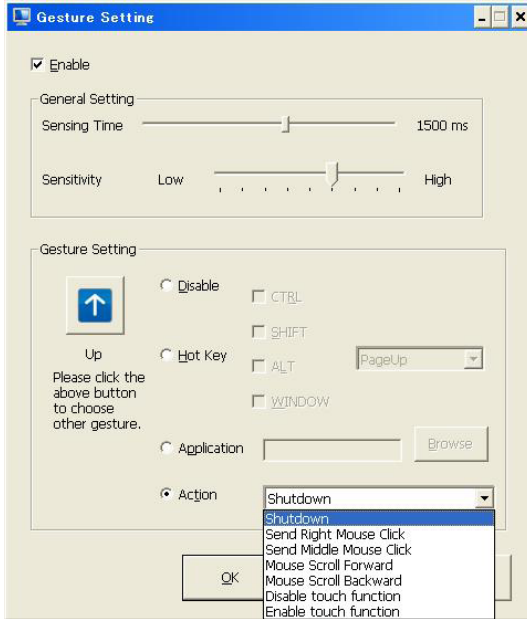 Gesture Setting
Enable
General Setting
Sensing Time 1500 ms
Sensitivity Low High
Gesture Setting
Disable
CTRL
SHIFT
Up
Hot Key
ALT
PageUp
Please click the
above button
to choose
other gesture.
WINDOW
Application
Browse
Action
Shutdown
Shutdown
Send Right Mouse Click
Send Middle Mouse Click
Mouse Scroll Forward
Mouse Scroll Backward
Disable touch function
Enable touch function
OK